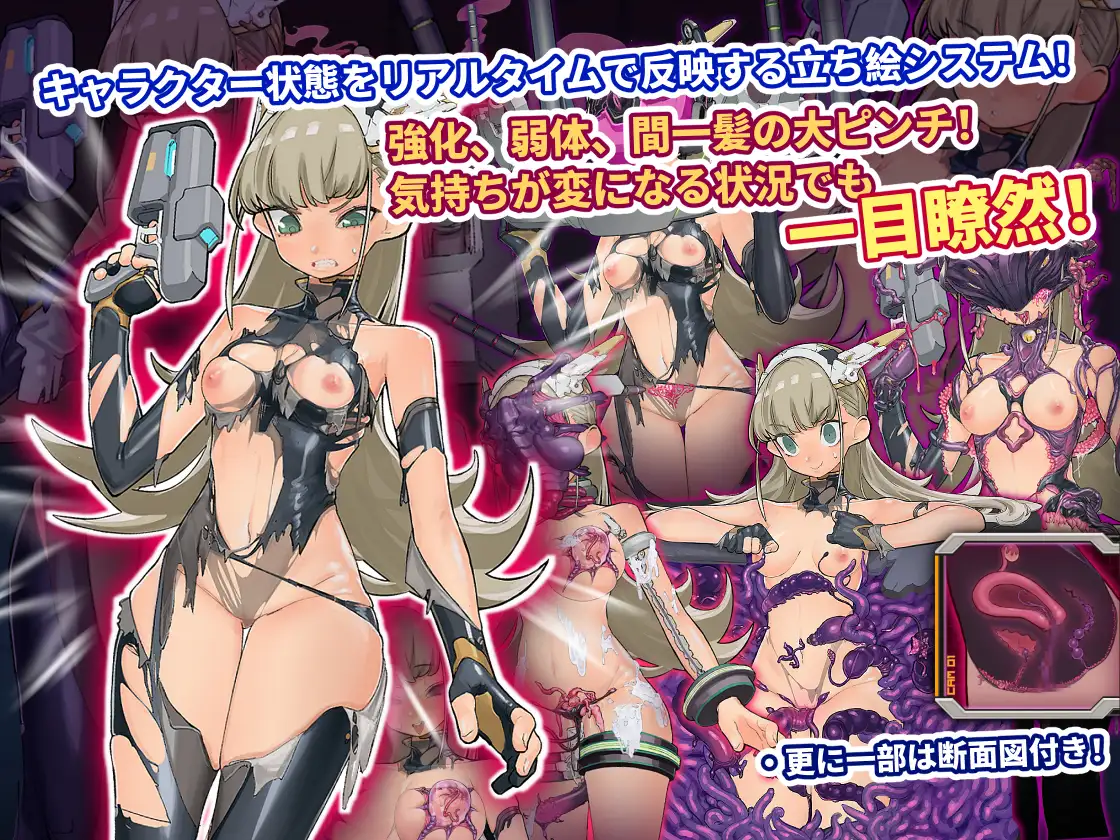 キャラクター状態をリアルタイムで反映する立ち絵システム!
強化、弱体、間一髪の大ピンチ!
気持ちが変になる状況でも
一目瞭然!
CAM 01
・更に一部は断面図付き!